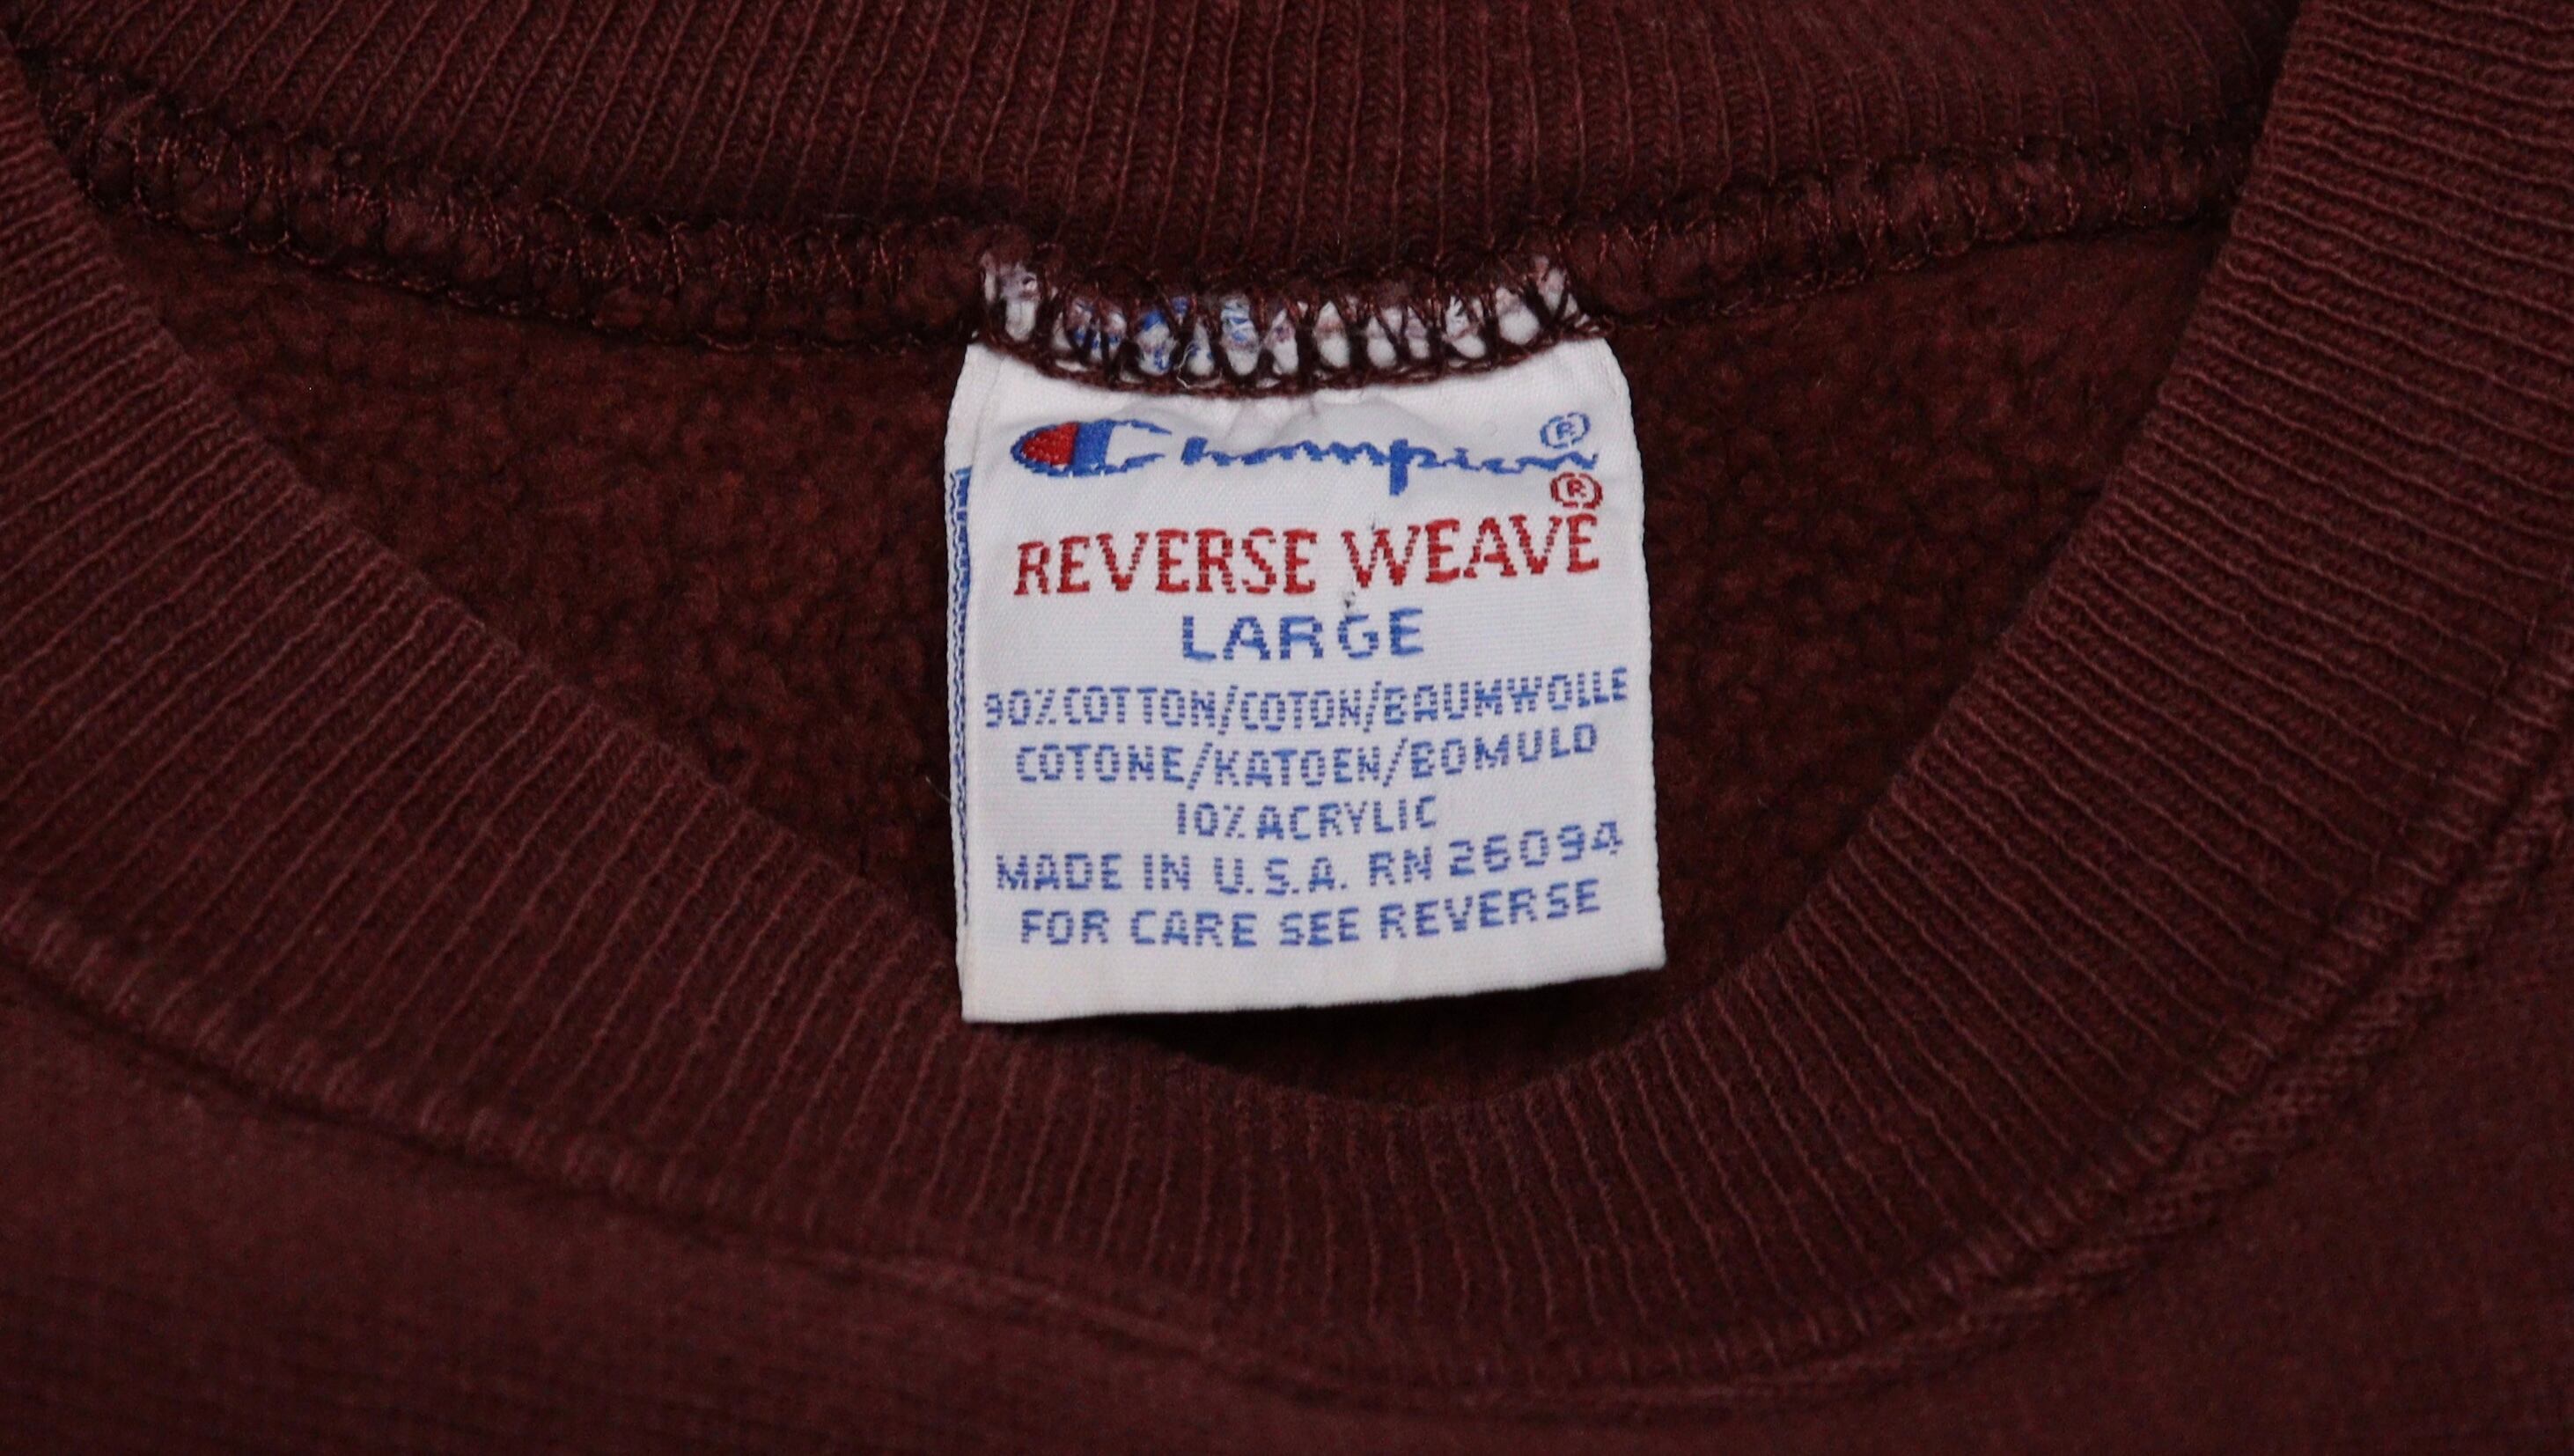 Champion®
REVERSE WEAVE®
LARGE
90% COTTON/COTON/BAUMWOLLE
COTONE/KATOEN/BOMULD
10% ACRYLIC
MADE IN U.S.A. RN 26094
FOR CARE SEE REVERSE